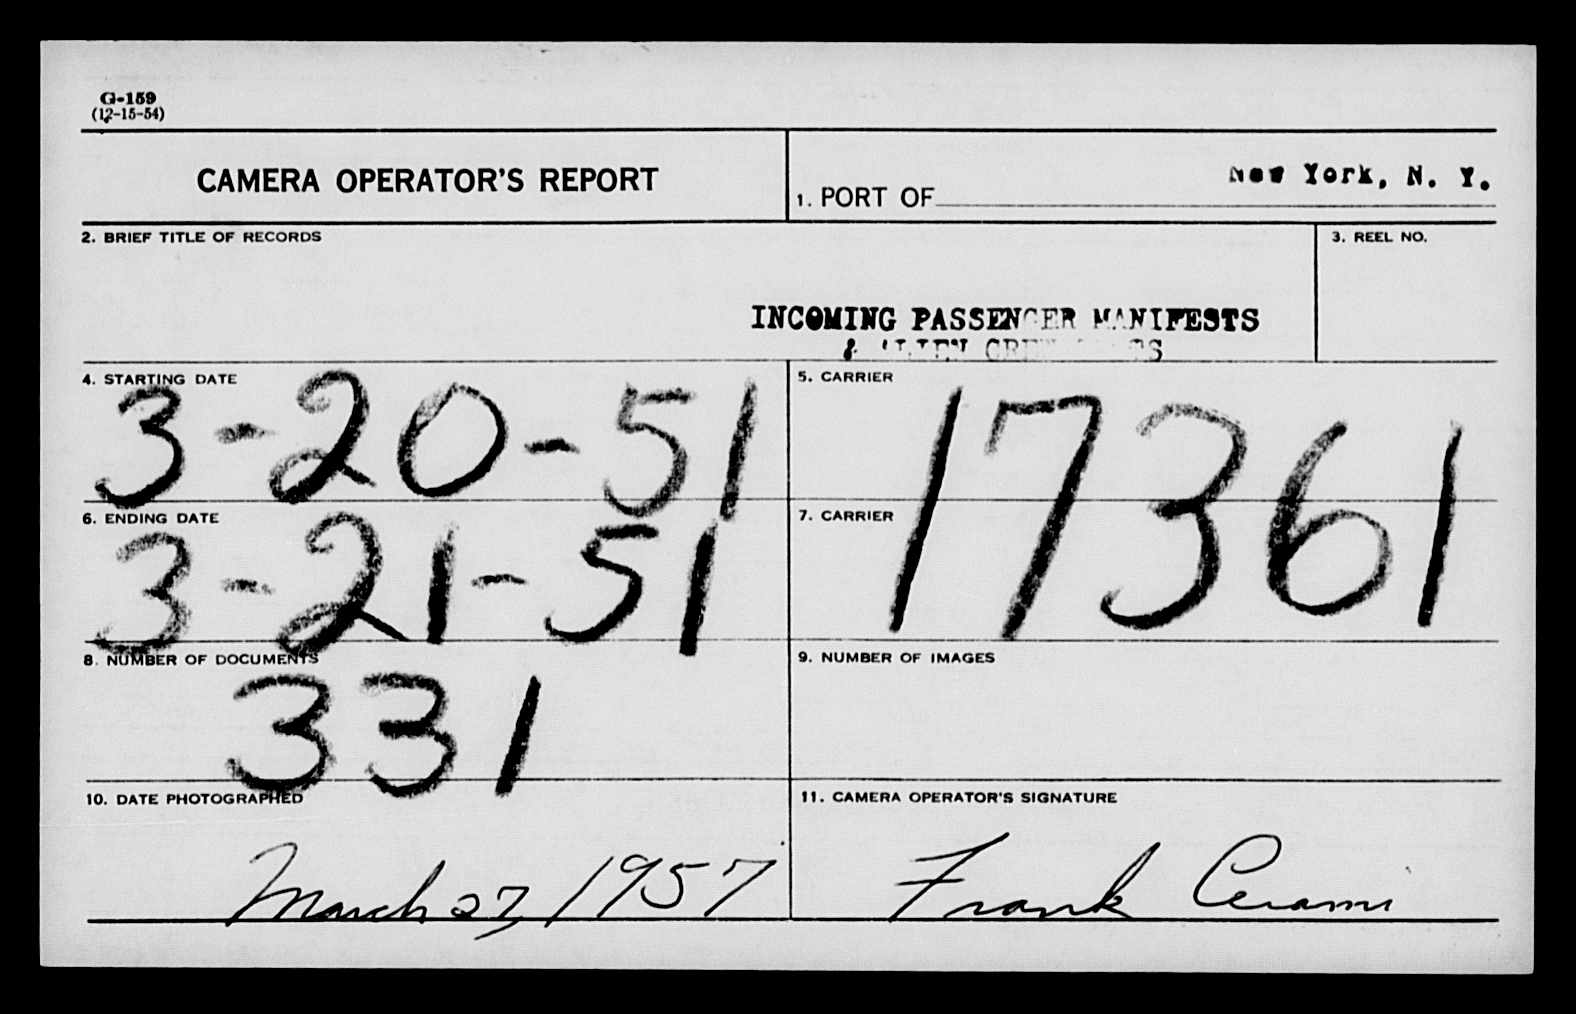 G-159
(12-15-54)
CAMERA OPERATOR'S REPORT
1. PORT OF New York, N. Y.
2. BRIEF TITLE OF RECORDS
3. REEL NO.
INCOMING PASSENGER MANIFESTS
& ALIEN CREW
4. STARTING DATE
3-20-51
5. CARRIER
17361
6. ENDING DATE
3-21-51
7. CARRIER
8. NUMBER OF DOCUMENTS
331
9. NUMBER OF IMAGES
10. DATE PHOTOGRAPHED
March 27, 1957
11. CAMERA OPERATOR'S SIGNATURE
Frank Cerami